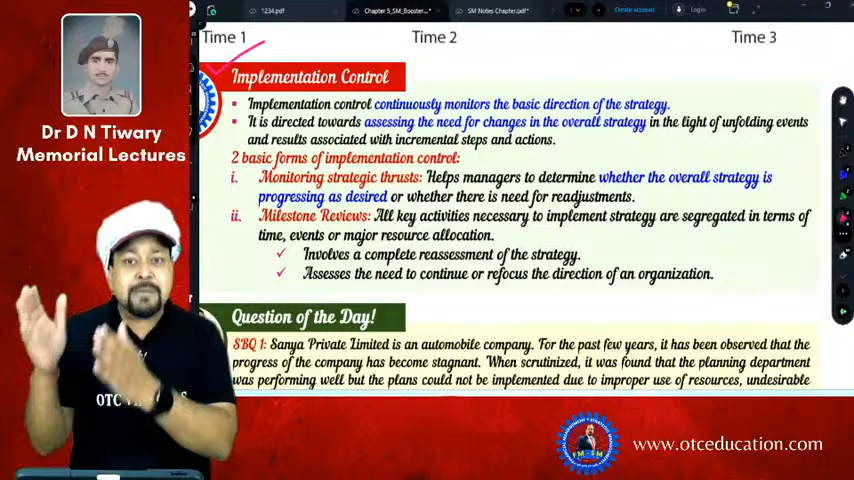 *234.pdf
Chapter 5_SM_Booster...*
SM Notes Chapter.pdf*
Create account
Login
Time 1 Time 2 Time 3
Implementation Control
▪ Implementation control continuously monitors the basic direction of the strategy.
▪ It is directed towards assessing the need for changes in the overall strategy in the light of unfolding events
and results associated with incremental steps and actions.
2 basic forms of implementation control:
i. Monitoring strategic thrusts: Helps managers to determine whether the overall strategy is
progressing as desired or whether there is need for readjustments.
ii. Milestone Reviews: All key activities necessary to implement strategy are segregated in terms of
time, events or major resource allocation.
✓ Involves a complete reassessment of the strategy.
✓ Assesses the need to continue or refocus the direction of an organization.
Question of the Day!
SBQ 1: Sanya Private Limited is an automobile company. For the past few years, it has been observed that the
progress of the company has become stagnant. When scrutinized, it was found that the planning department
was performing well but the plans could not be implemented due to improper use of resources, undesirable
Dr D N Tiwary
Memorial Lectures
OTC
FM - SM
www.otceducation.com